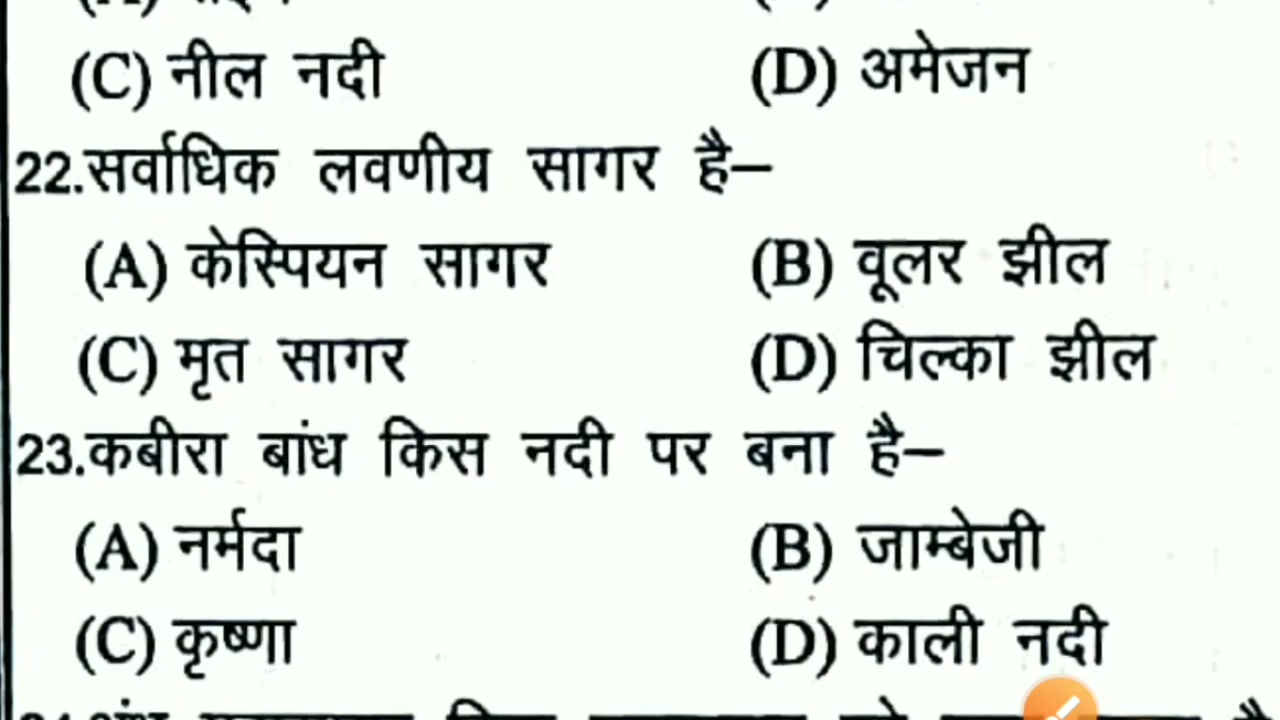 (C) नील नदी (D) अमेजन
22.सर्वाधिक लवणीय सागर है–
(A) केस्पियन सागर (B) वूलर झील
(C) मृत सागर (D) चिल्का झील
23.कबीरा बांध किस नदी पर बना है–
(A) नर्मदा (B) जाम्बेजी
(C) कृष्णा (D) काली नदी